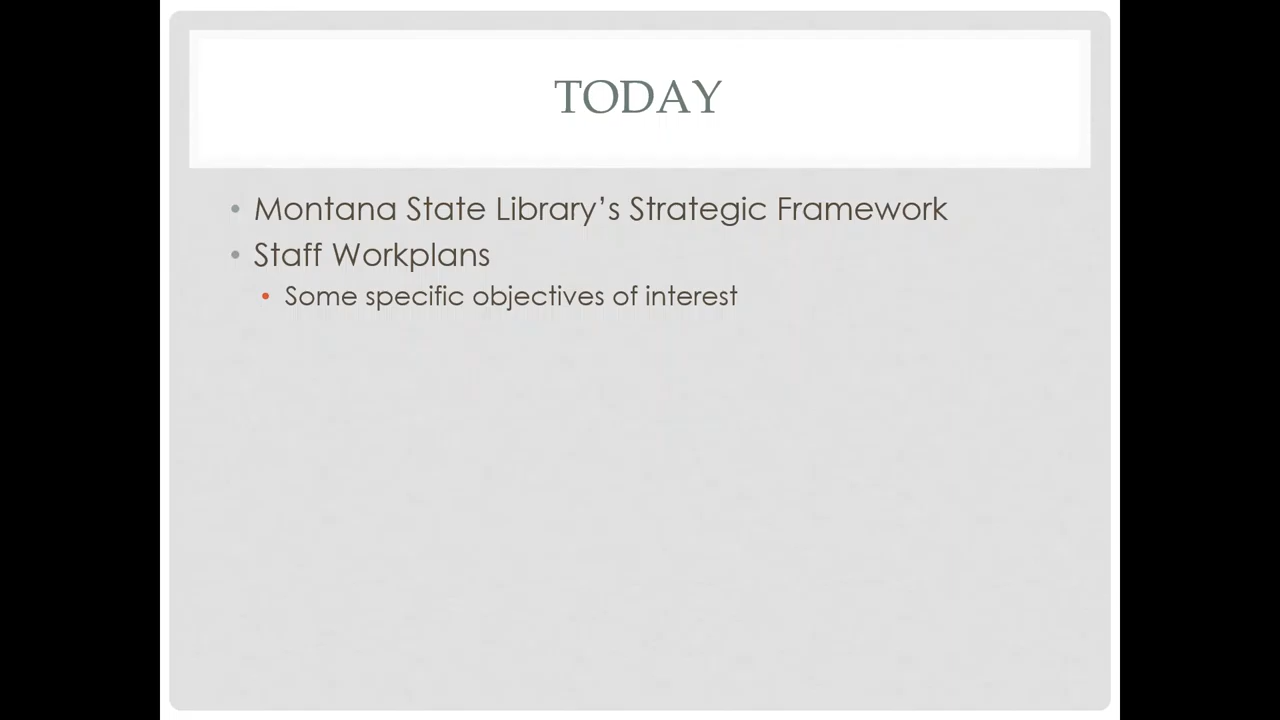 TODAY
• Montana State Library’s Strategic Framework
• Staff Workplans
• Some specific objectives of interest